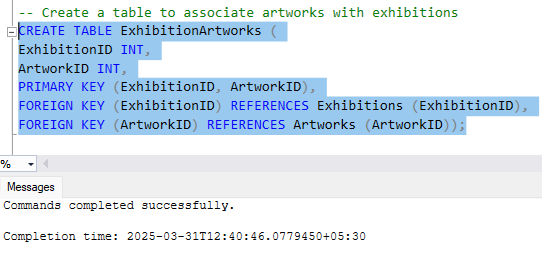 -- Create a table to associate artworks with exhibitions
CREATE TABLE ExhibitionArtworks (
ExhibitionID INT,
ArtworkID INT,
PRIMARY KEY (ExhibitionID, ArtworkID),
FOREIGN KEY (ExhibitionID) REFERENCES Exhibitions (ExhibitionID),
FOREIGN KEY (ArtworkID) REFERENCES Artworks (ArtworkID));
%
Messages
Commands completed successfully.
Completion time: 2025-03-31T12:40:46.0779450+05:30